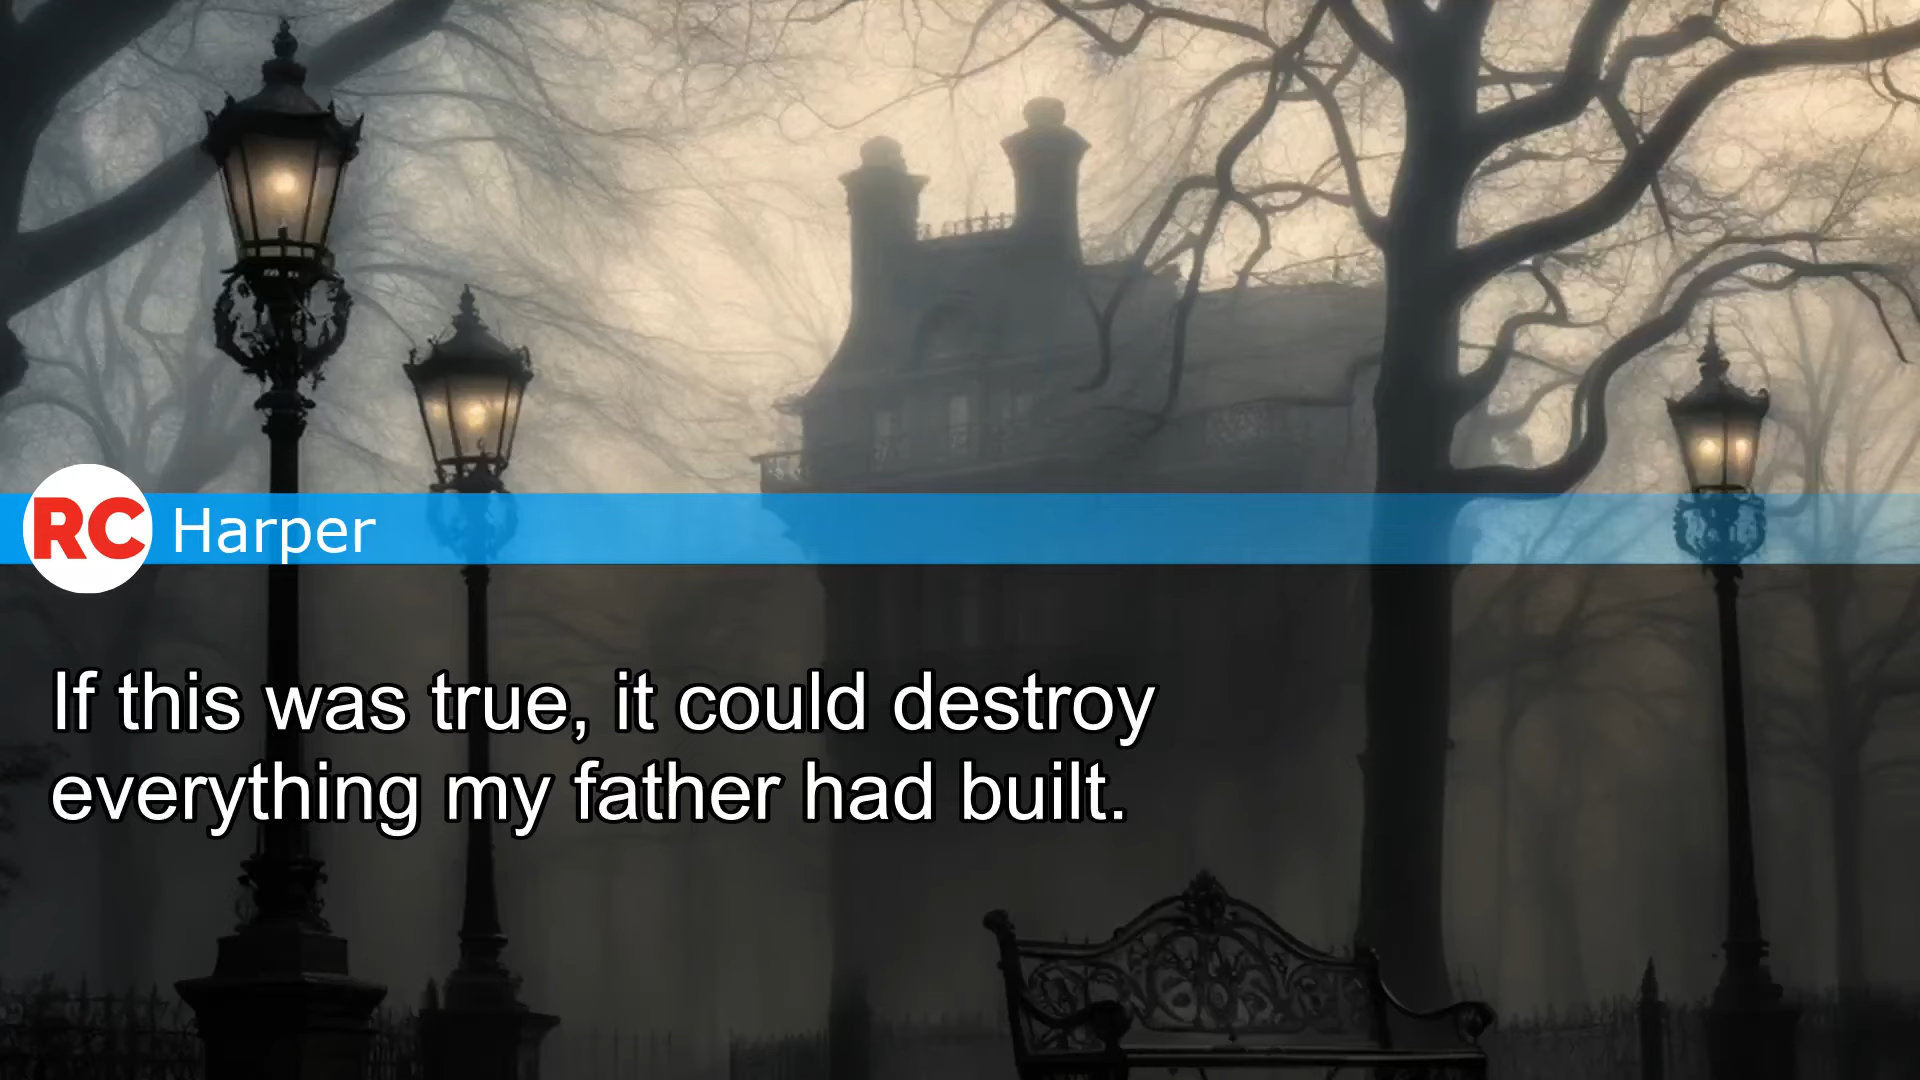 RC Harper
If this was true, it could destroy
everything my father had built.